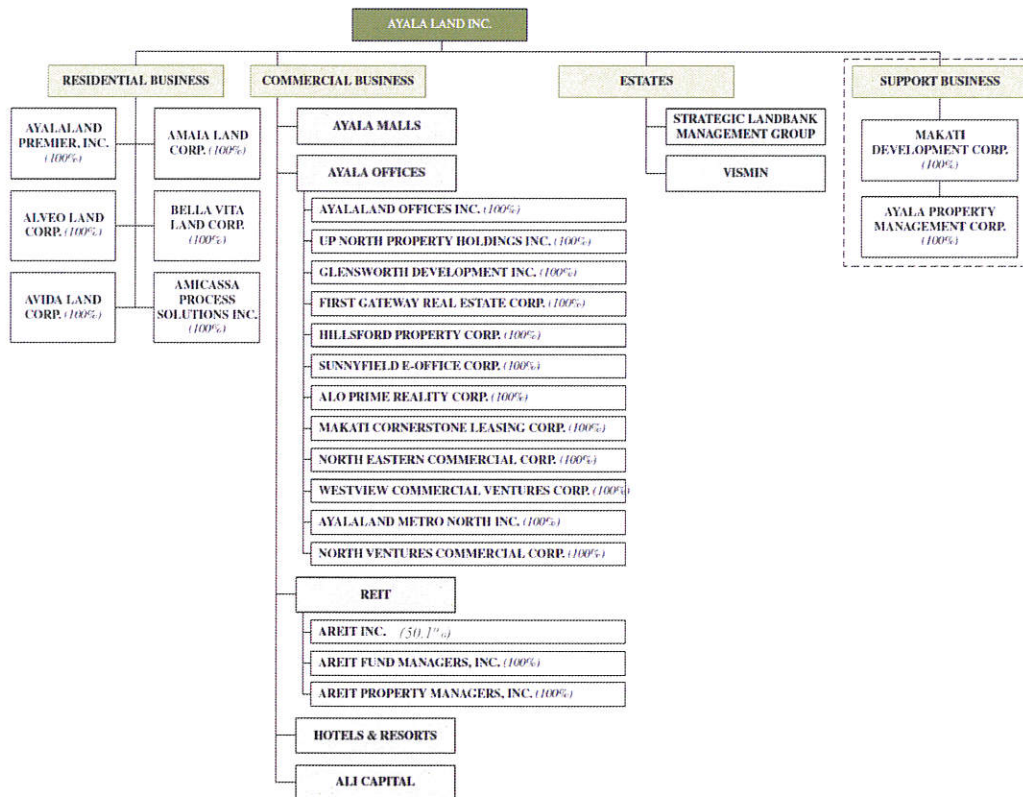 AYALA LAND INC.
RESIDENTIAL BUSINESS
AYALALAND
PREMIER, INC.
(100%)
AMAIA LAND
CORP. (100%)
ALVEO LAND
CORP. (100%)
BELLA VITA
LAND CORP.
(100%)
AVIDA LAND
CORP. (100%)
AMICASSA
PROCESS
SOLUTIONS INC.
(100%)
COMMERCIAL BUSINESS
AYALA MALLS
AYALA OFFICES
AYALALAND OFFICES INC. (100%)
UP NORTH PROPERTY HOLDINGS INC. (100%)
GLENSWORTH DEVELOPMENT INC. (100%)
FIRST GATEWAY REAL ESTATE CORP. (100%)
HILLSFORD PROPERTY CORP. (100%)
SUNNYFIELD E-OFFICE CORP. (100%)
ALO PRIME REALITY CORP. (100%)
MAKATI CORNERSTONE LEASING CORP. (100%)
NORTH EASTERN COMMERCIAL CORP. (100%)
WESTVIEW COMMERCIAL VENTURES CORP. (100%)
AYALALAND METRO NORTH INC. (100%)
NORTH VENTURES COMMERCIAL CORP. (100%)
REIT
AREIT INC. (50.1%)
AREIT FUND MANAGERS, INC. (100%)
AREIT PROPERTY MANAGERS, INC. (100%)
HOTELS & RESORTS
ALI CAPITAL
ESTATES
STRATEGIC LANDBANK
MANAGEMENT GROUP
VISMIN
SUPPORT BUSINESS
MAKATI
DEVELOPMENT CORP.
(100%)
AYALA PROPERTY
MANAGEMENT CORP.
(100%)